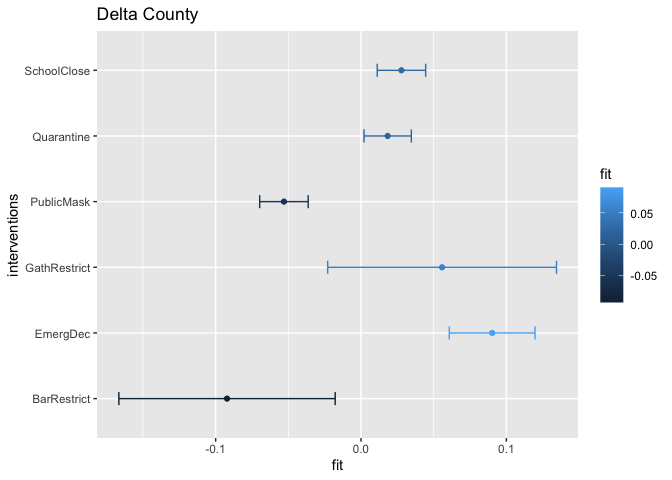 Delta County
SchoolClose
Quarantine
PublicMask
GathRestrict
EmergDec
BarRestrict
interventions
-0.1
0.0
0.1
fit
fit
0.05
0.00
-0.05